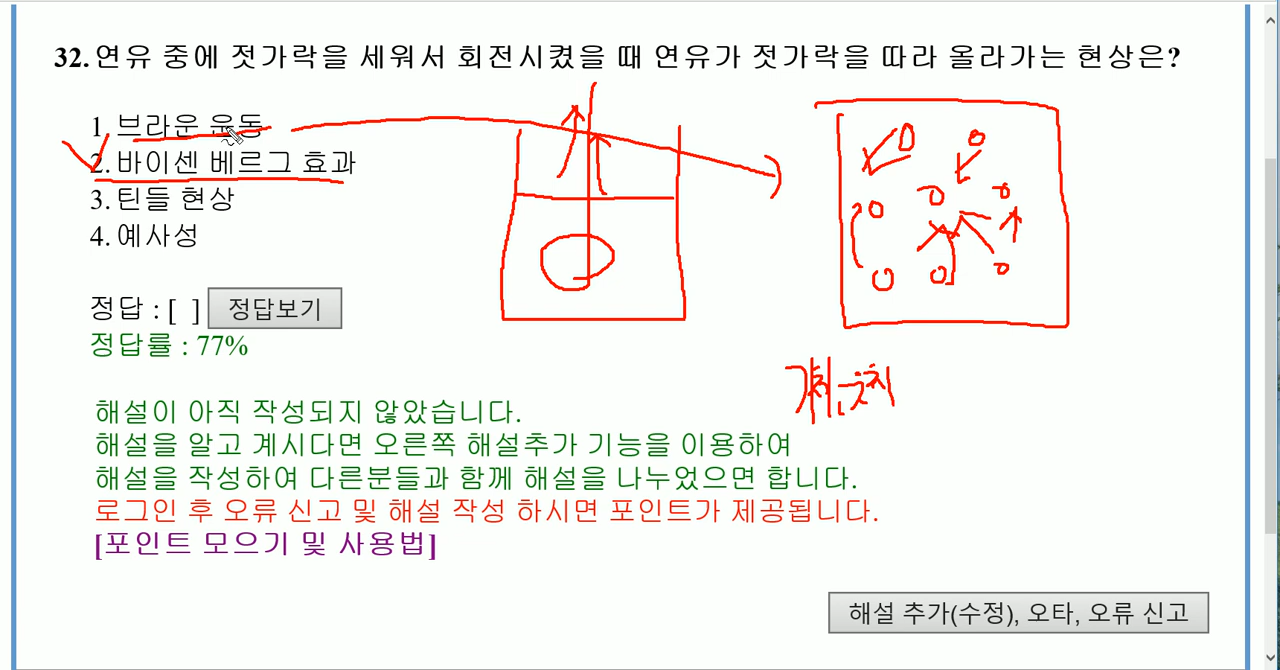 32. 연유 중에 젓가락을 세워서 회전시켰을 때 연유가 젓가락을 따라 올라가는 현상은?
1. 브라운 운동
2. 바이센 베르그 효과
3. 틴들 현상
4. 예사성
정답 : [ ] 정답보기
정답률 : 77%
해설이 아직 작성되지 않았습니다.
해설을 알고 계시다면 오른쪽 해설추가 기능을 이용하여
해설을 작성하여 다른분들과 함께 해설을 나누었으면 합니다.
로그인 후 오류 신고 및 해설 작성 하시면 포인트가 제공됩니다.
[포인트 모으기 및 사용법]
해설 추가(수정), 오타, 오류 신고